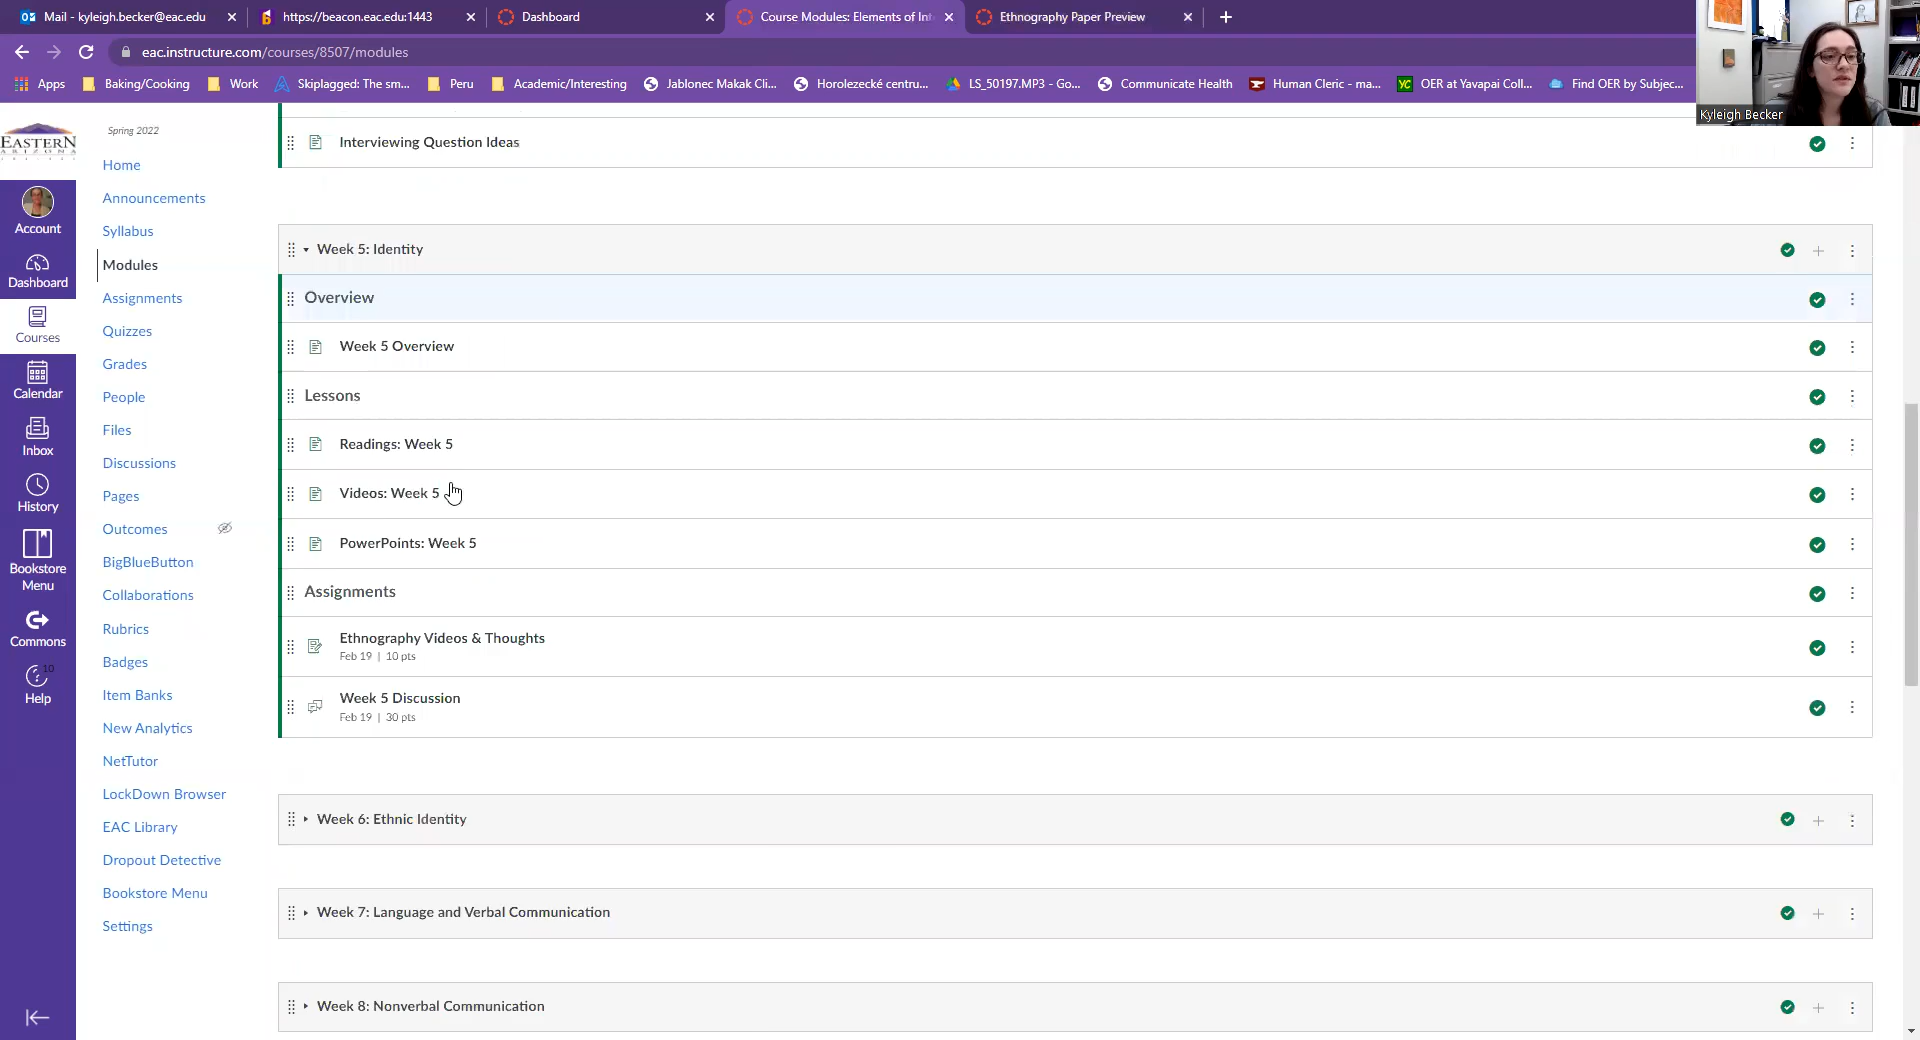 Mail - kyleigh.becker@eac.edu
https://beacon.eac.edu:1443
Dashboard
Course Modules: Elements of Int
Ethnography Paper Preview
eac.instructure.com/courses/8507/modules
Apps
Baking/Cooking
Work
Skiplagged: The sm...
Peru
Academic/Interesting
Jablonec Makak Cli...
Horolezecké centru...
LS_50197.MP3 - Go...
Communicate Health
Human Cleric - ma...
YC
OER at Yavapai Coll...
Find OER by Subjec...
Kyleigh Becker
EASTERN
ARIZONA
Account
Dashboard
Courses
Calendar
Inbox
History
Bookstore
Menu
Commons
10
Help
Spring 2022
Home
Announcements
Syllabus
Modules
Assignments
Quizzes
Grades
People
Files
Discussions
Pages
Outcomes
BigBlueButton
Collaborations
Rubrics
Badges
Item Banks
New Analytics
NetTutor
LockDown Browser
EAC Library
Dropout Detective
Bookstore Menu
Settings
Interviewing Question Ideas
Week 5: Identity
Overview
Week 5 Overview
Lessons
Readings: Week 5
Videos: Week 5
PowerPoints: Week 5
Assignments
Ethnography Videos & Thoughts
Feb 19 | 10 pts
Week 5 Discussion
Feb 19 | 30 pts
Week 6: Ethnic Identity
Week 7: Language and Verbal Communication
Week 8: Nonverbal Communication